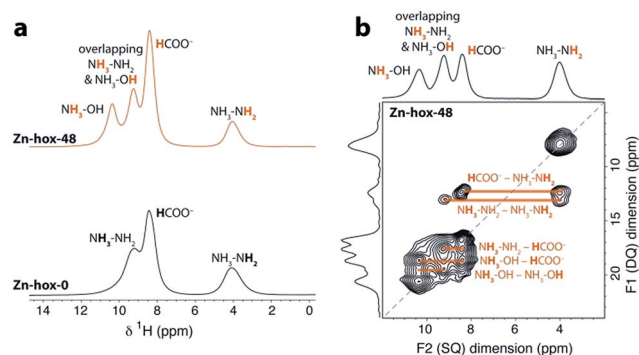 a
overlapping
NH₃-NH₂
& NH₃-OH
HCOO⁻
NH₃-OH
NH₃-NH₂
Zn-hox-48
HCOO⁻
NH₃-NH₂
NH₃-NH₂
Zn-hox-0
14 12 10 8 6 4 2 0
δ ¹H (ppm)
b
overlapping
NH₃-NH₂
& NH₃-OH
HCOO⁻
NH₃-OH
NH₃-NH₂
Zn-hox-48
HCOO⁻ – NH₃-NH₂
NH₃-NH₂ – NH₃-NH₂
NH₃-NH₂ – HCOO⁻
NH₃-OH – HCOO⁻
NH₃-OH – NH₃-OH
10
15
20
F1 (DQ) dimension (ppm)
10 8 6 4
F2 (SQ) dimension (ppm)